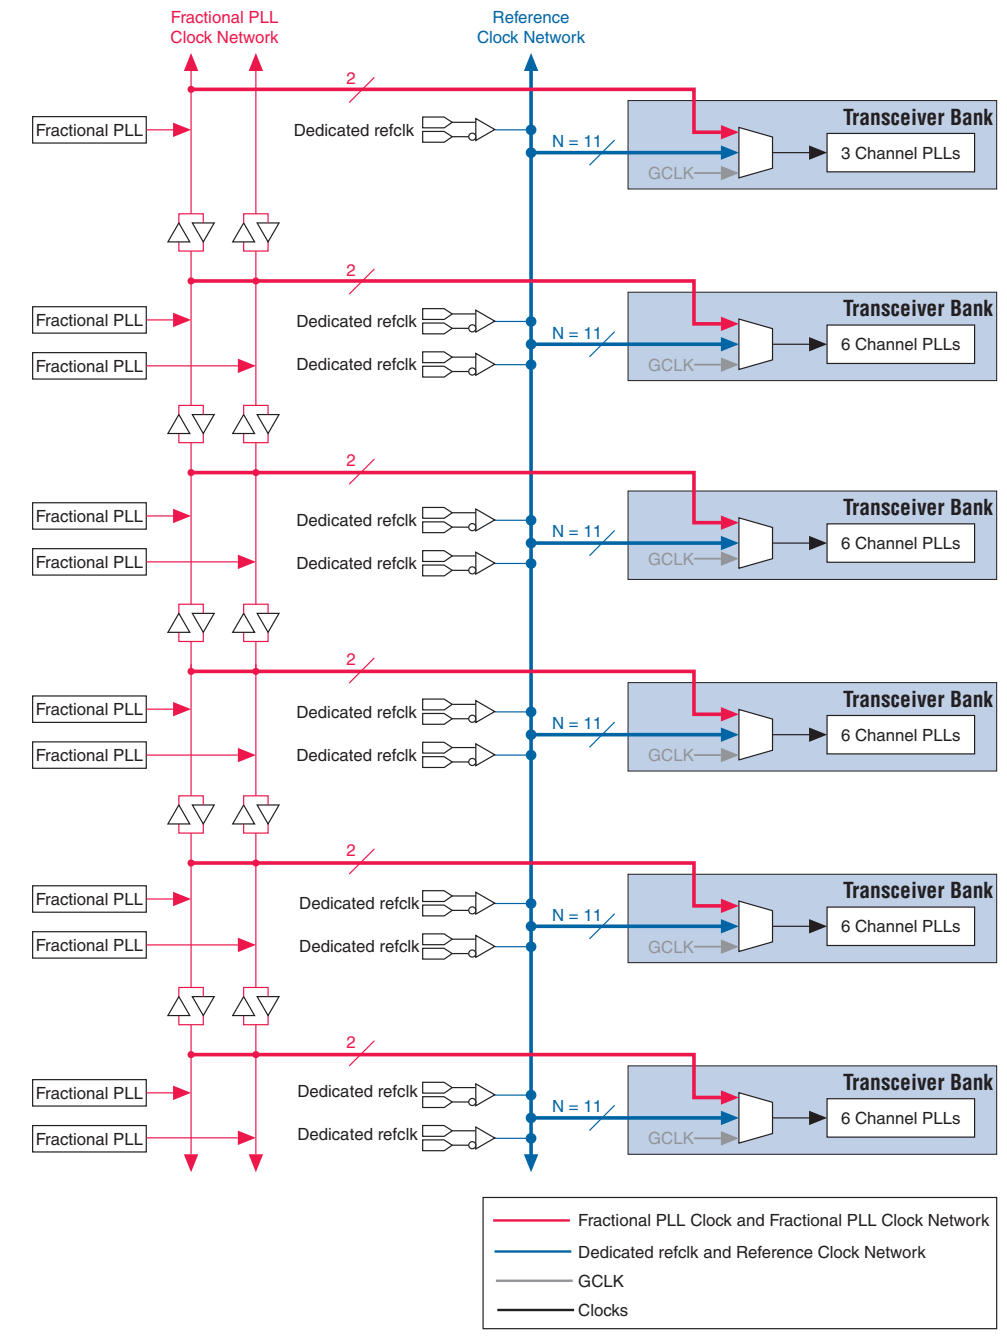 Fractional PLL
Clock Network
Reference
Clock Network
2
Fractional PLL
Dedicated refclk
N = 11
Transceiver Bank
GCLK
3 Channel PLLs
2
Fractional PLL
Fractional PLL
Dedicated refclk
Dedicated refclk
N = 11
Transceiver Bank
GCLK
6 Channel PLLs
2
Fractional PLL
Fractional PLL
Dedicated refclk
Dedicated refclk
N = 11
Transceiver Bank
GCLK
6 Channel PLLs
2
Fractional PLL
Fractional PLL
Dedicated refclk
Dedicated refclk
N = 11
Transceiver Bank
GCLK
6 Channel PLLs
2
Fractional PLL
Fractional PLL
Dedicated refclk
Dedicated refclk
N = 11
Transceiver Bank
GCLK
6 Channel PLLs
2
Fractional PLL
Fractional PLL
Dedicated refclk
Dedicated refclk
N = 11
Transceiver Bank
GCLK
6 Channel PLLs
Fractional PLL Clock and Fractional PLL Clock Network
Dedicated refclk and Reference Clock Network
GCLK
Clocks